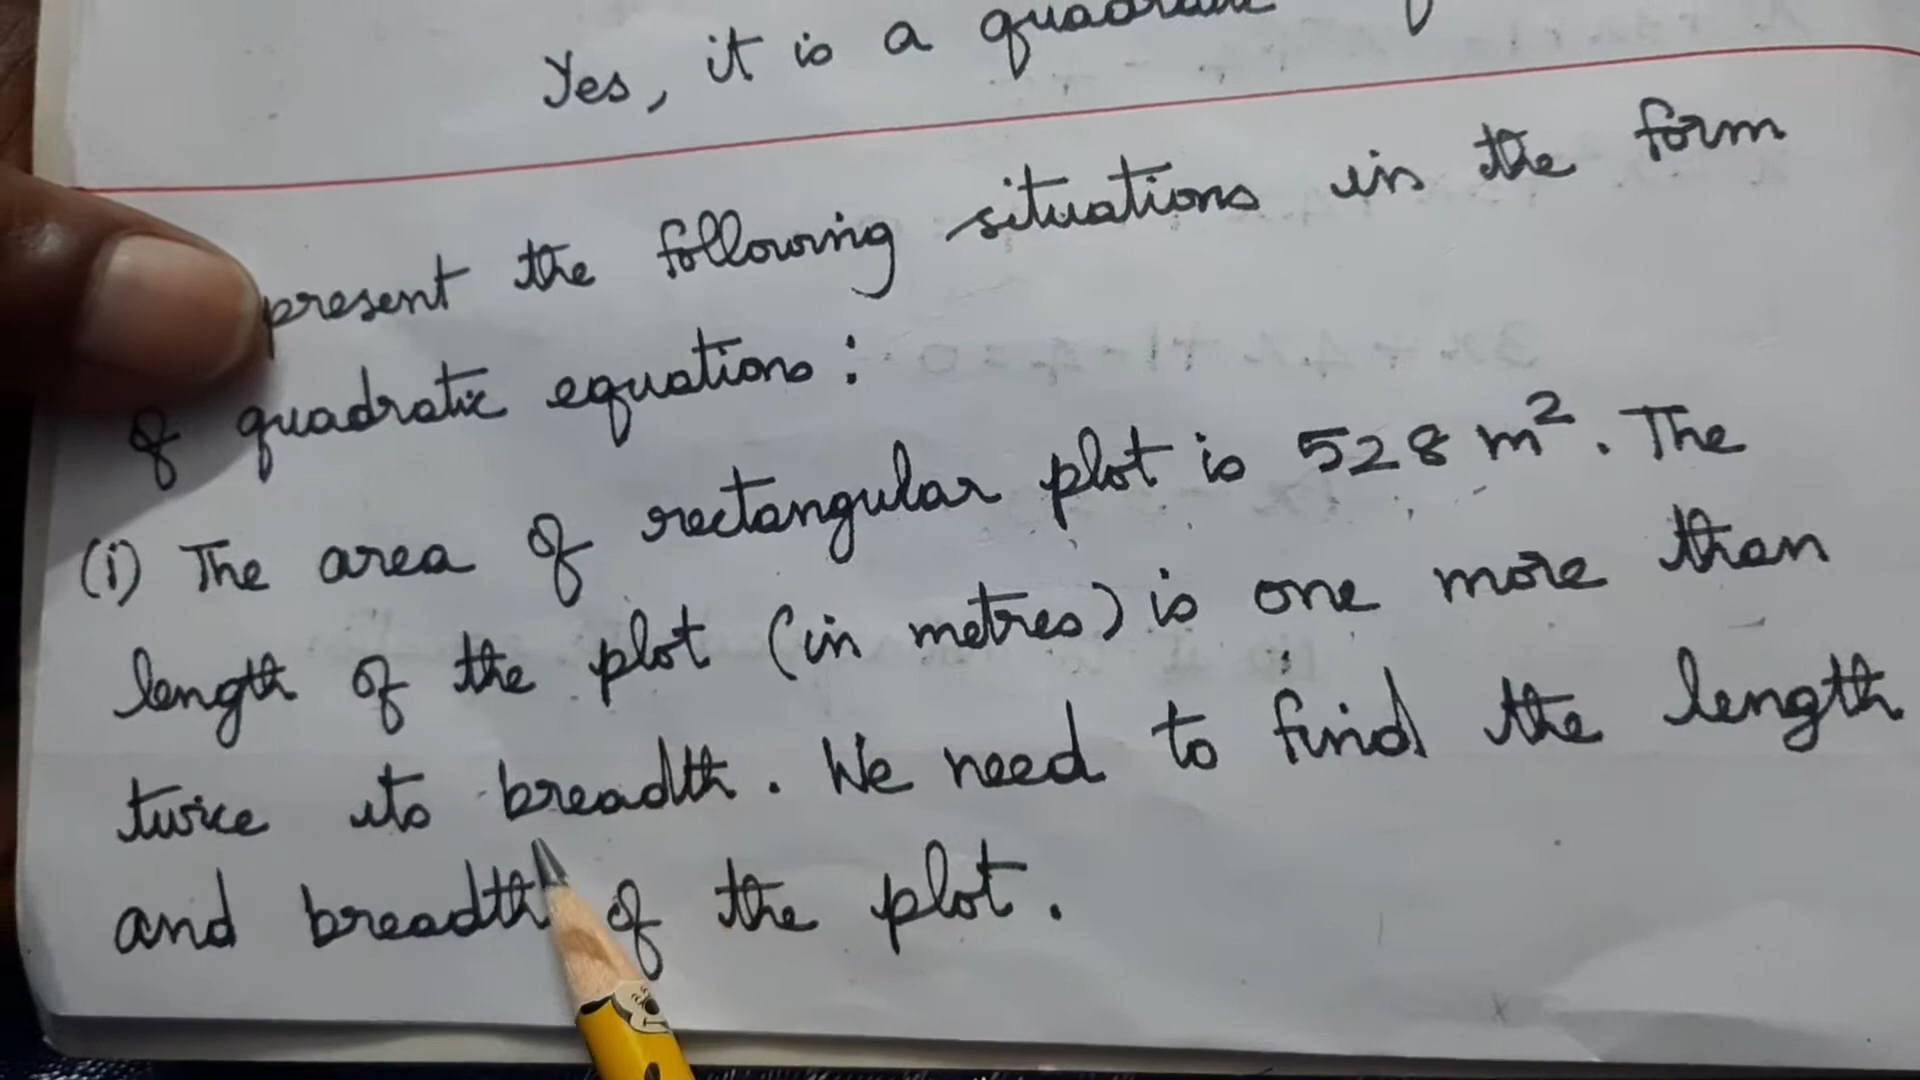 Yes, it is a
present the following situations in the form
of quadratic equations :
(i) The area of rectangular plot is 528 m². The
length of the plot (in metres) is one more than
twice its breadth. We need to find the length
and breadth of the plot.